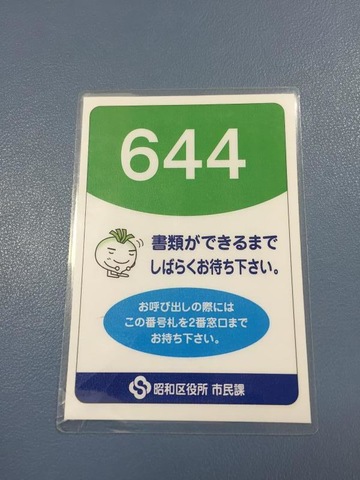 644
書類ができるまで
しばらくお待ち下さい。
お呼び出しの際には
この番号札を2番窓口まで
お持ち下さい。
昭和区役所 市民課